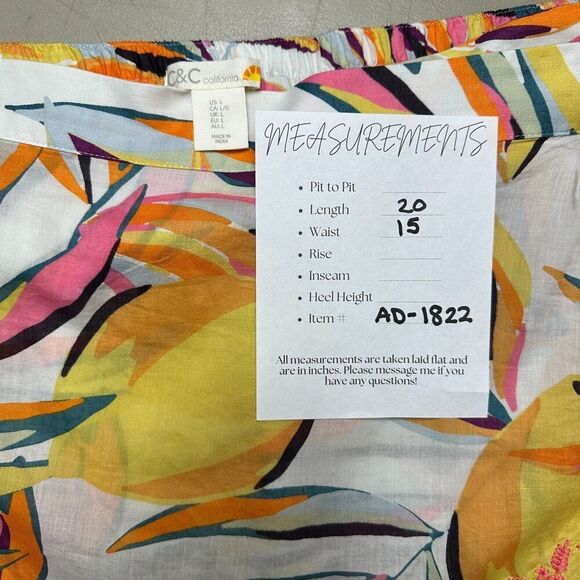 C&C california
US: L
CA: L/G
UK: L
EU: L
AU: L
MADE IN
INDIA
MEASUREMENTS
• Pit to Pit
• Length 20
• Waist 15
• Rise
• Inseam
• Heel Height
• Item # AD-1822
All measurements are taken laid flat and
are in inches. Please message me if you
have any questions!